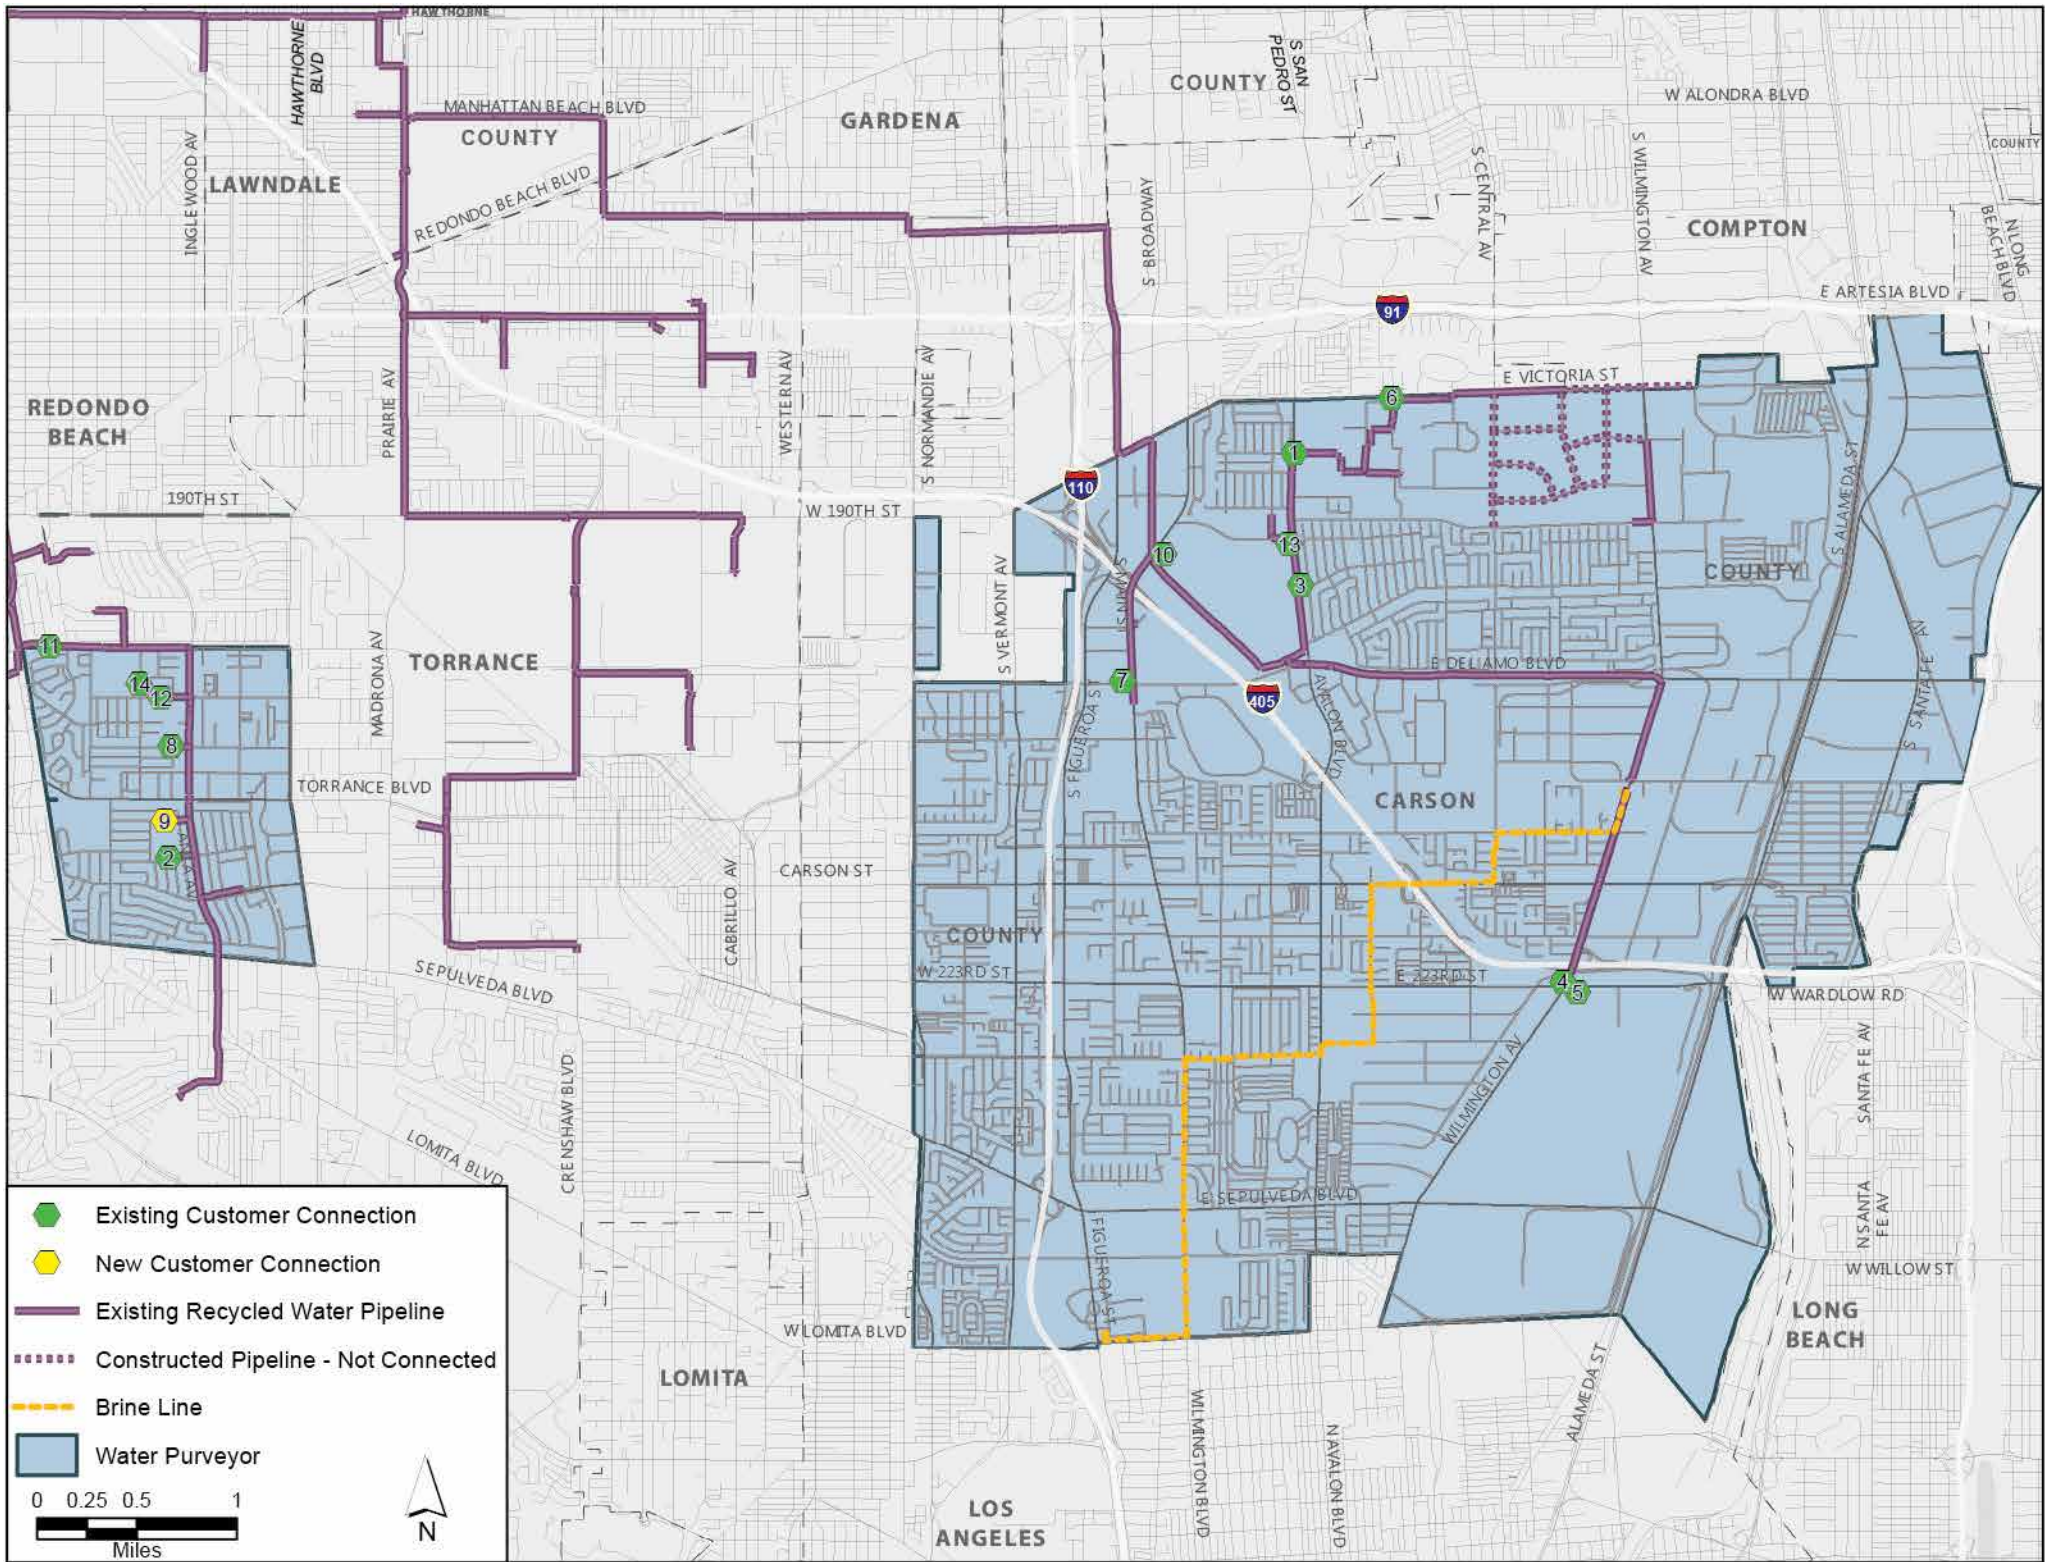 HAWTHORNE
HAWTHORNE
BLVD
S SAN
PEDRO ST
COUNTY
W ALONDRA BLVD
MANHATTAN BEACH BLVD
GARDENA
COUNTY
COUNTY
INGLEWOOD AV
LAWNDALE
REDONDO BEACH BLVD
S BROADWAY
S CENTRAL AV
S WILMINGTON AV
COMPTON
N LONG
BEACH BLVD
E ARTESIA BLVD
91
E VICTORIA ST
REDONDO
BEACH
PRAIRIE AV
WESTERN AV
S NORMANDIE AV
6
1
190TH ST
W 190TH ST
110
S ALAMEDA ST
10
13
3
COUNTY
S MAIN ST
S VERMONT AV
11
14
12
8
MADRONA AV
TORRANCE
7
E DEL AMO BLVD
405
AVALON BLVD
S FIGUEROA ST
S SANTA FE AV
TORRANCE BLVD
CARSON
9
2
CARSON ST
CABRILLO AV
COUNTY
W 223RD ST
E 223RD ST
4
5
W WARDLOW RD
SEPULVEDA BLVD
CRENSHAW BLVD
WILMINGTON AV
SANTA FE AV
LOMITA BLVD
E SEPULVEDA BLVD
N SANTA
FE AV
FIGUEROA ST
W WILLOW ST
W LOMITA BLVD
LONG
BEACH
LOMITA
ALAMEDA ST
WILMINGTON BLVD
N AVALON BLVD
LOS
ANGELES
Existing Customer Connection
New Customer Connection
Existing Recycled Water Pipeline
Constructed Pipeline - Not Connected
Brine Line
Water Purveyor
0 0.25 0.5 1
Miles
N